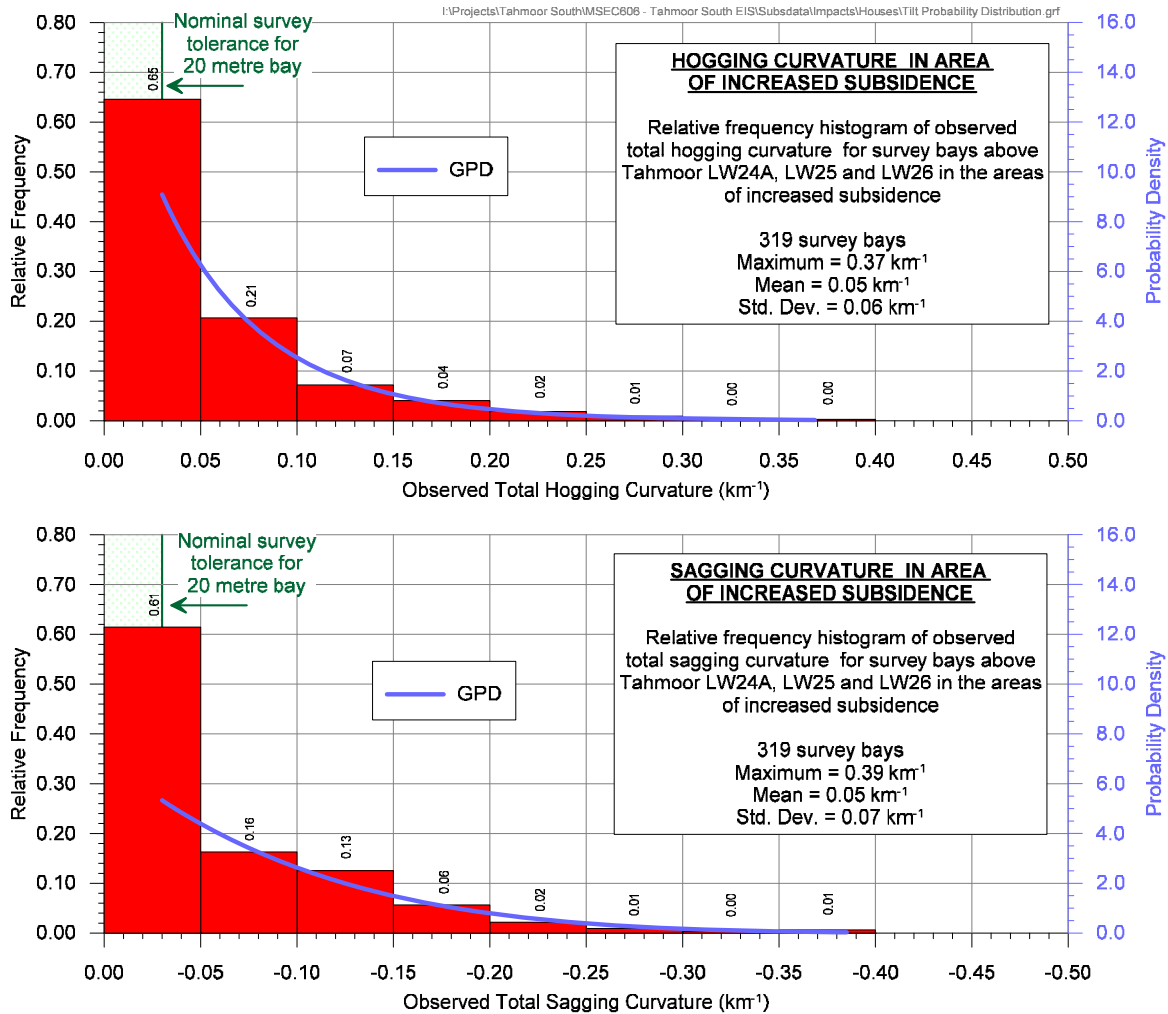 I:\Projects\Tahmoor South\MSEC606 - Tahmoor South EIS\Subsdata\Impacts\Houses\Tilt Probability Distribution.grf
Nominal survey
tolerance for
20 metre bay
HOGGING CURVATURE IN AREA
OF INCREASED SUBSIDENCE
Relative frequency histogram of observed
total hogging curvature for survey bays above
Tahmoor LW24A, LW25 and LW26 in the areas
of increased subsidence
319 survey bays
Maximum = 0.37 km⁻¹
Mean = 0.05 km⁻¹
Std. Dev. = 0.06 km⁻¹
GPD
Relative Frequency
0.80
0.70
0.60
0.50
0.40
0.30
0.20
0.10
0.00
0.65
0.21
0.07
0.04
0.02
0.01
0.00
0.00
16.0
14.0
12.0
10.0
8.0
6.0
4.0
2.0
0.0
Probability Density
0.00 0.05 0.10 0.15 0.20 0.25 0.30 0.35 0.40 0.45 0.50
Observed Total Hogging Curvature (km⁻¹)
Nominal survey
tolerance for
20 metre bay
SAGGING CURVATURE IN AREA
OF INCREASED SUBSIDENCE
Relative frequency histogram of observed
total sagging curvature for survey bays above
Tahmoor LW24A, LW25 and LW26 in the areas
of increased subsidence
319 survey bays
Maximum = 0.39 km⁻¹
Mean = 0.05 km⁻¹
Std. Dev. = 0.07 km⁻¹
GPD
Relative Frequency
0.80
0.70
0.60
0.50
0.40
0.30
0.20
0.10
0.00
0.61
0.16
0.13
0.06
0.02
0.01
0.00
0.01
16.0
14.0
12.0
10.0
8.0
6.0
4.0
2.0
0.0
Probability Density
0.00 -0.05 -0.10 -0.15 -0.20 -0.25 -0.30 -0.35 -0.40 -0.45 -0.50
Observed Total Sagging Curvature (km⁻¹)